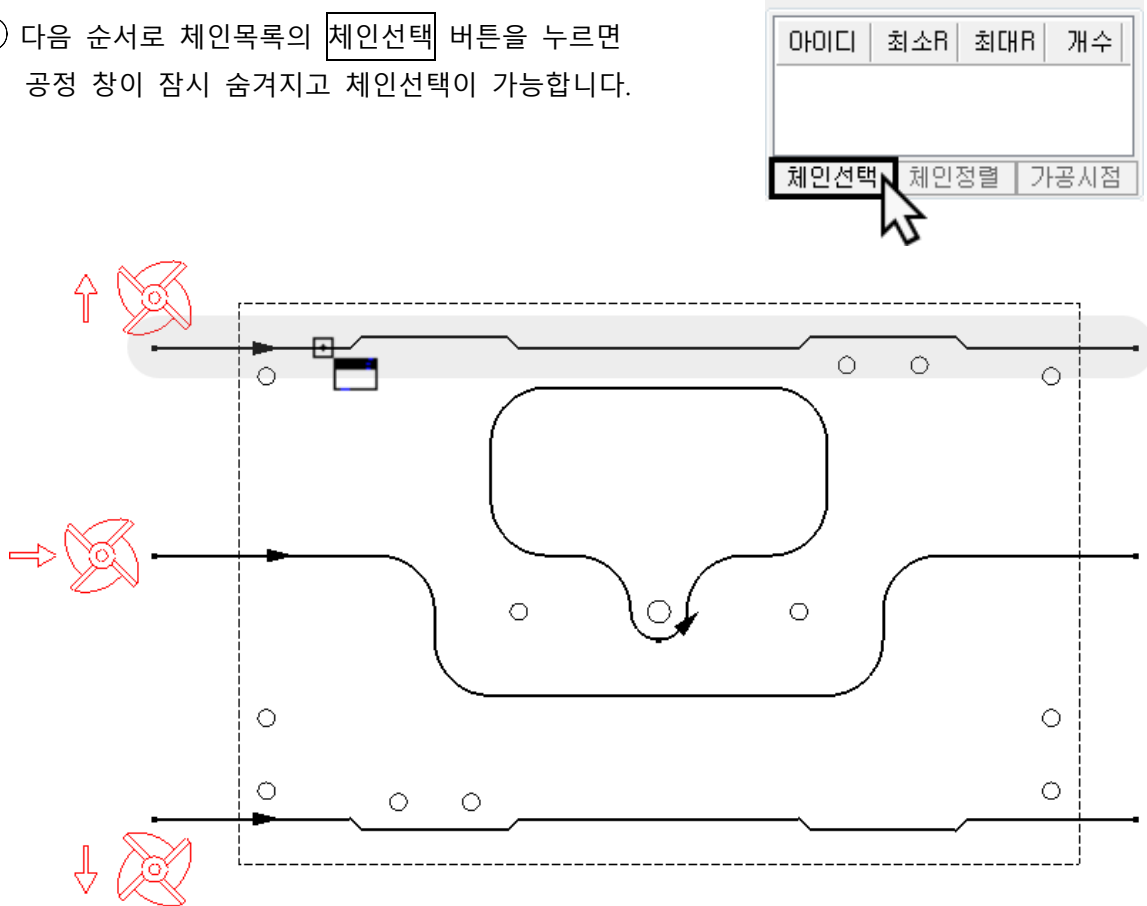 다음 순서로 체인목록의 체인선택 버튼을 누르면
공정 창이 잠시 숨겨지고 체인선택이 가능합니다.
아이디 최소R 최대R 개수
체인선택 체인정렬 가공시점